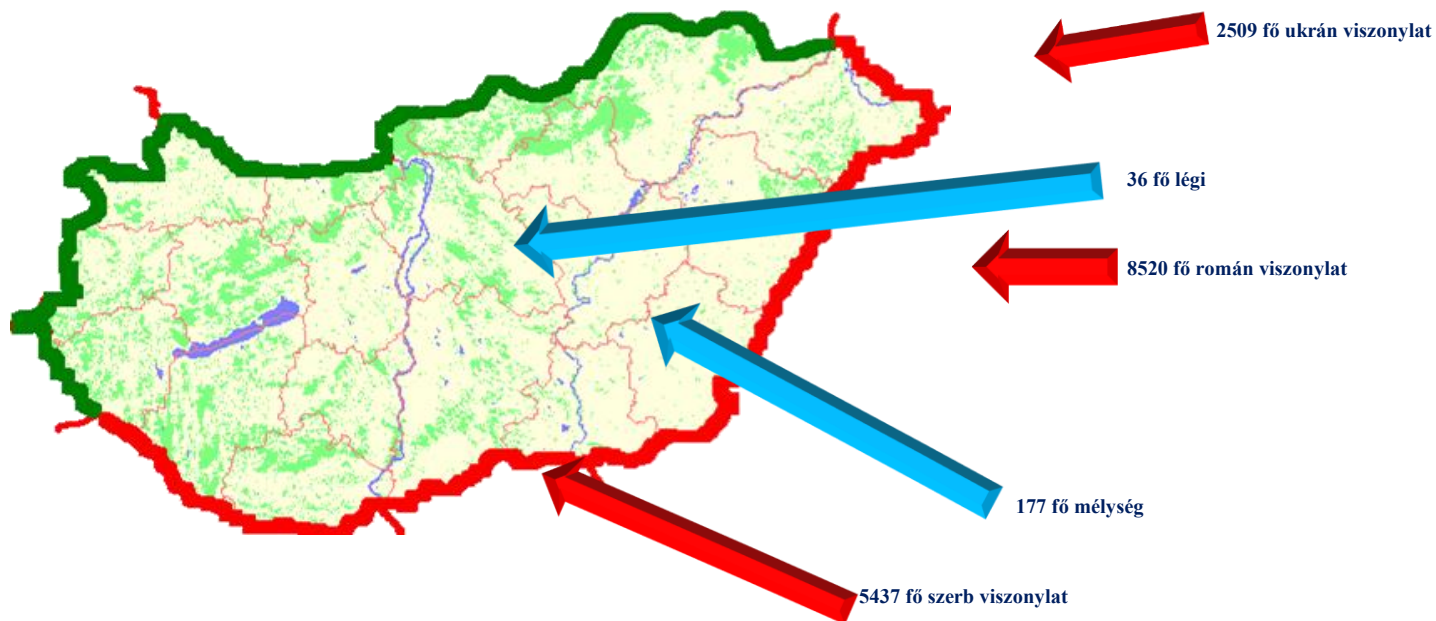 2509 fő ukrán viszonylat
36 fő légi
8520 fő román viszonylat
177 fő mélység
5437 fő szerb viszonylat